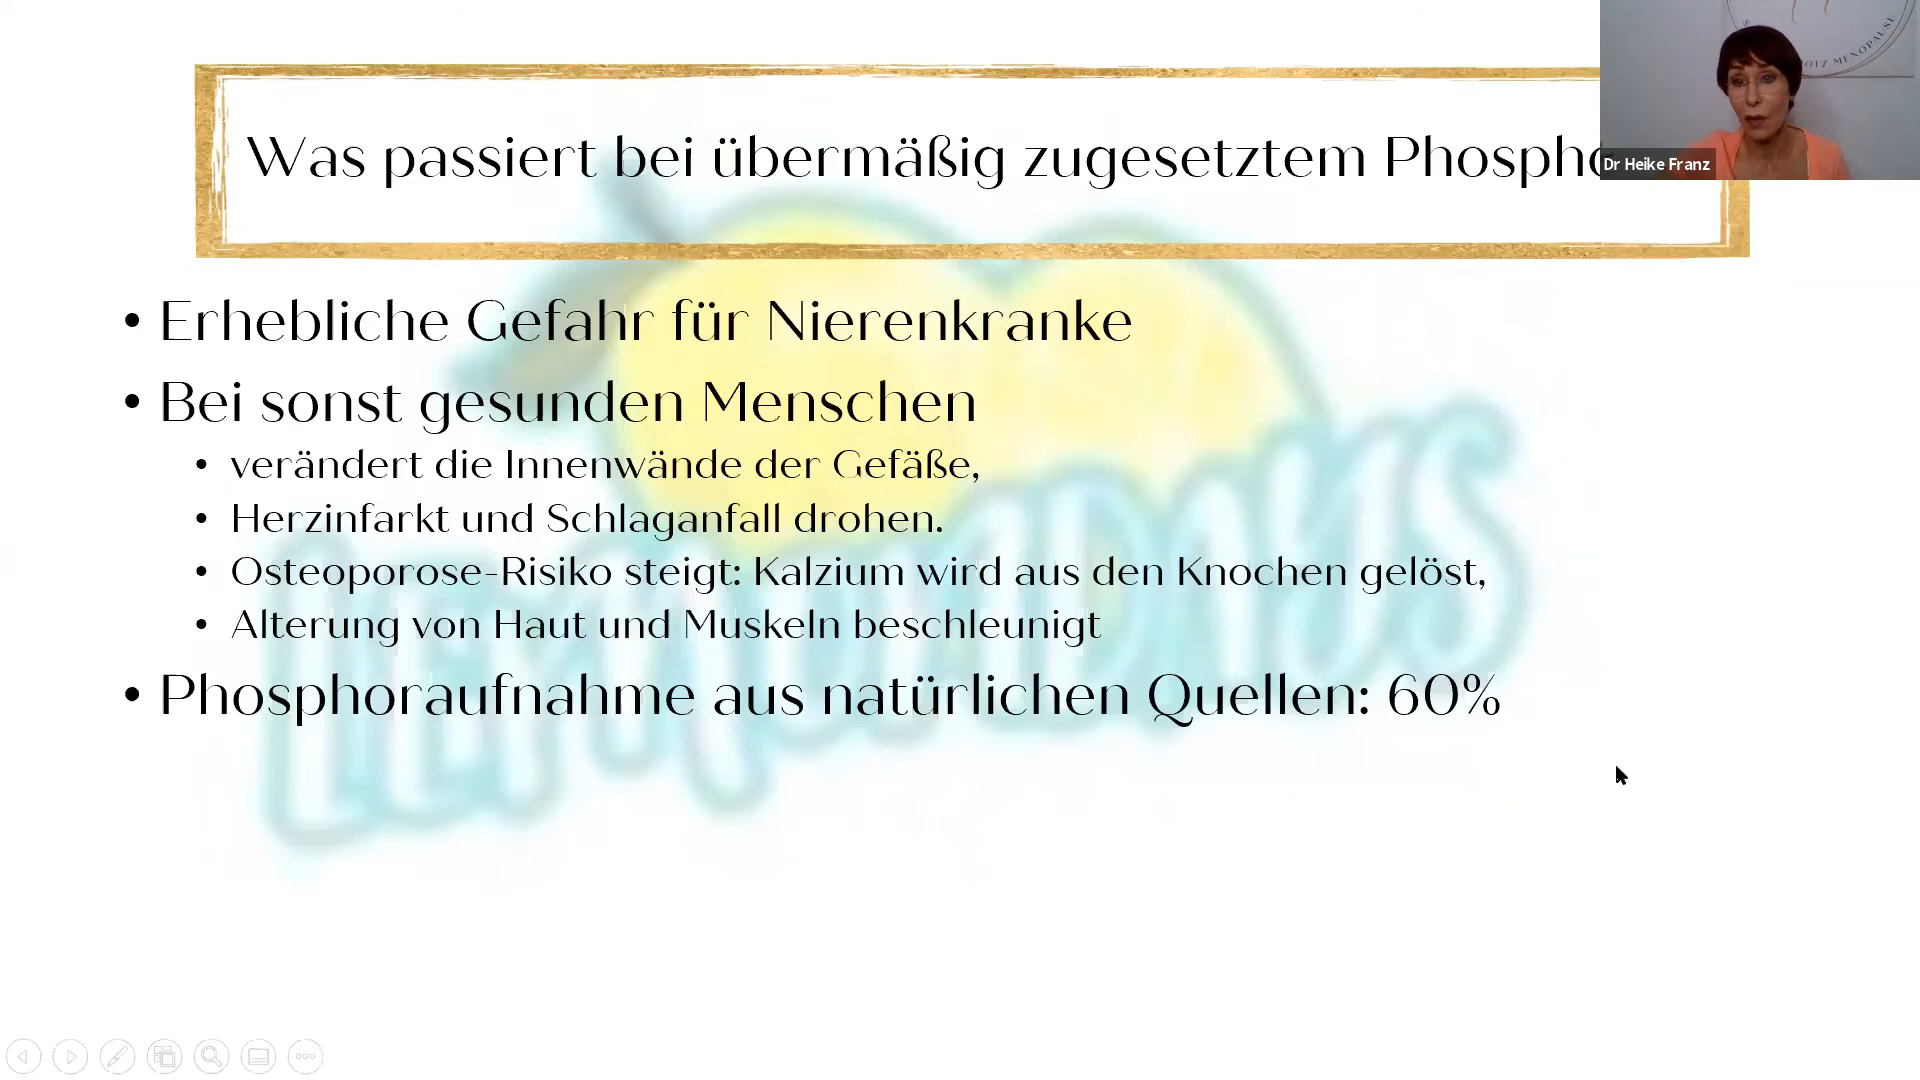 Was passiert bei übermäßig zugesetztem Phospho
Dr Heike Franz
OTZ MENOPAUSE
• Erhebliche Gefahr für Nierenkranke
• Bei sonst gesunden Menschen
• verändert die Innenwände der Gefäße,
• Herzinfarkt und Schlaganfall drohen.
• Osteoporose-Risiko steigt: Kalzium wird aus den Knochen gelöst,
• Alterung von Haut und Muskeln beschleunigt
• Phosphoraufnahme aus natürlichen Quellen: 60%